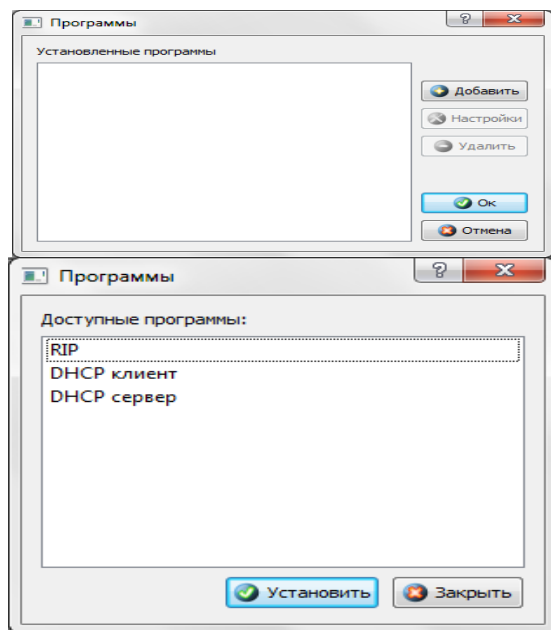 Программы
Установленные программы
Добавить
Настройки
Удалить
Ок
Отмена
Программы
Доступные программы:
RIP
DHCP клиент
DHCP сервер
Установить
Закрыть